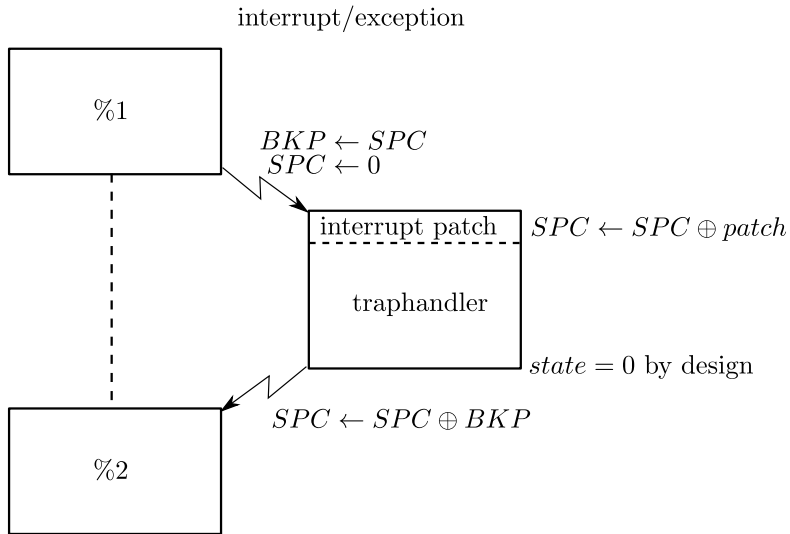 interrupt/exception
%1
BKP ← SPC
SPC ← 0
interrupt patch
SPC ← SPC ⊕ patch
traphandler
state = 0 by design
SPC ← SPC ⊕ BKP
%2